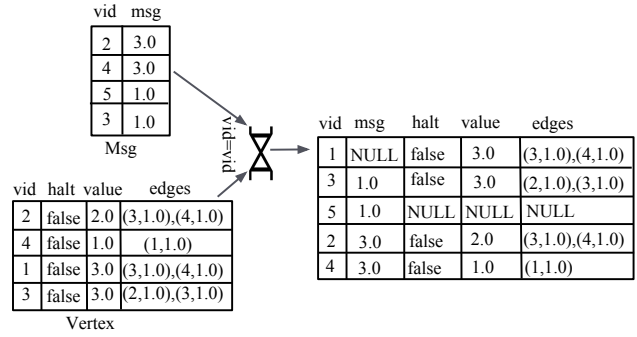 vid msg
2 3.0
4 3.0
5 1.0
3 1.0
Msg
vid=vid
vid halt value edges
2 false 2.0 (3,1.0),(4,1.0)
4 false 1.0 (1,1.0)
1 false 3.0 (3,1.0),(4,1.0)
3 false 3.0 (2,1.0),(3,1.0)
Vertex
vid msg halt value edges
1 NULL false 3.0 (3,1.0),(4,1.0)
3 1.0 false 3.0 (2,1.0),(3,1.0)
5 1.0 NULL NULL NULL
2 3.0 false 2.0 (3,1.0),(4,1.0)
4 3.0 false 1.0 (1,1.0)